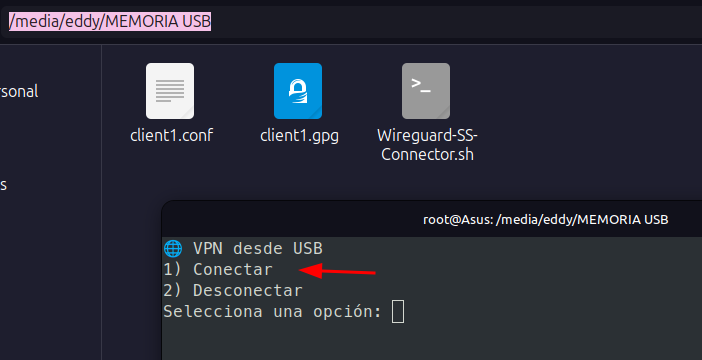 /media/eddy/MEMORIA USB
rsonal
s
client1.conf
client1.gpg
Wireguard-SS-
Connector.sh
>_
root@Asus: /media/eddy/MEMORIA USB
🌐 VPN desde USB
1) Conectar
2) Desconectar
Selecciona una opción: